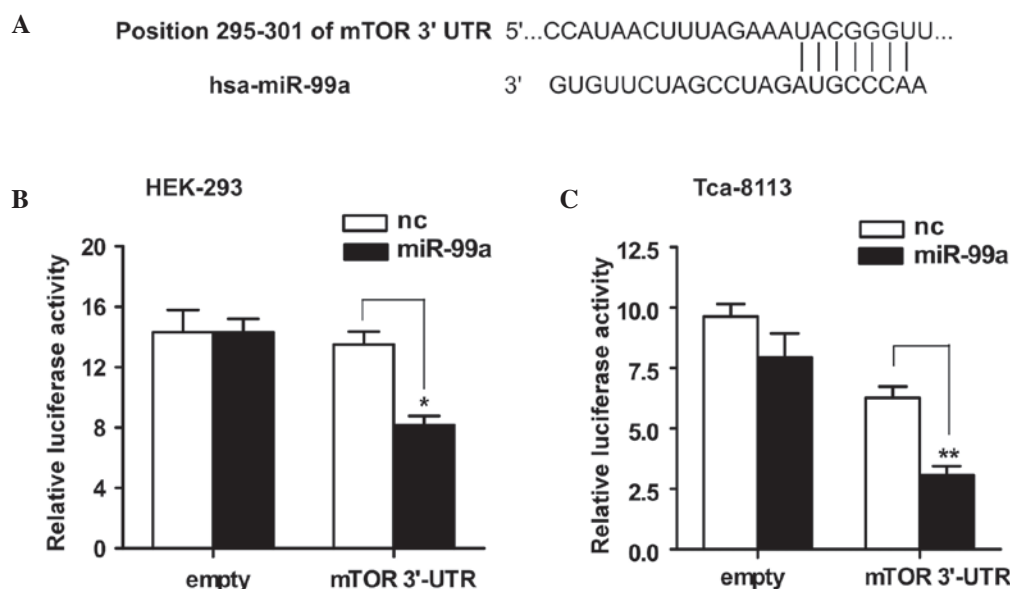 A
Position 295-301 of mTOR 3' UTR 5'...CCAUAACUUUAGAAAUACGGGUU...
hsa-miR-99a 3' GUGUUCUAGCCUAGAUGCCCAA
B
HEK-293
nc
miR-99a
Relative luciferase activity
20
16
12
8
4
0
*
empty
mTOR 3'-UTR
C
Tca-8113
nc
miR-99a
Relative luciferase activity
12.5
10.0
7.5
5.0
2.5
0.0
**
empty
mTOR 3'-UTR